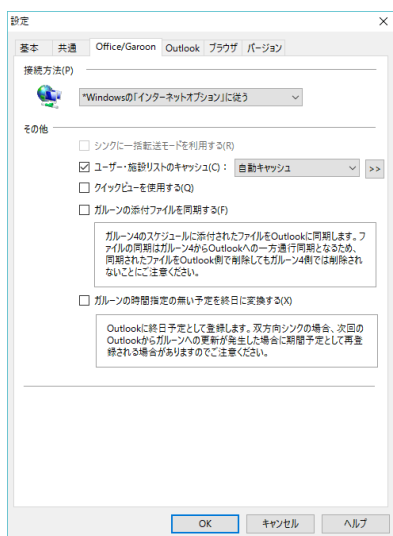 設定
基本 共通 Office/Garoon Outlook ブラウザ バージョン
接続方法(P)
*Windowsの「インターネットオプション」に従う
その他
シンクに一括転送モードを利用する(R)
ユーザー・施設リストのキャッシュ(C)： 自動キャッシュ >>
クイックビューを使用する(Q)
ガルーンの添付ファイルを同期する(F)
ガルーン4のスケジュールに添付されたファイルをOutlookに同期します。フ
ァイルの同期はガルーン4からOutlookへの一方通行同期となるため、
同期されたファイルをOutlook側で削除してもガルーン4側では削除され
ないことにご注意ください。
ガルーンの時間指定の無い予定を終日に変換する(X)
Outlookに終日予定として登録します。双方向シンクの場合、次回の
Outlookからガルーンへの更新が発生した場合に期間予定として再登
録される場合がありますのでご注意ください。
OK キャンセル ヘルプ